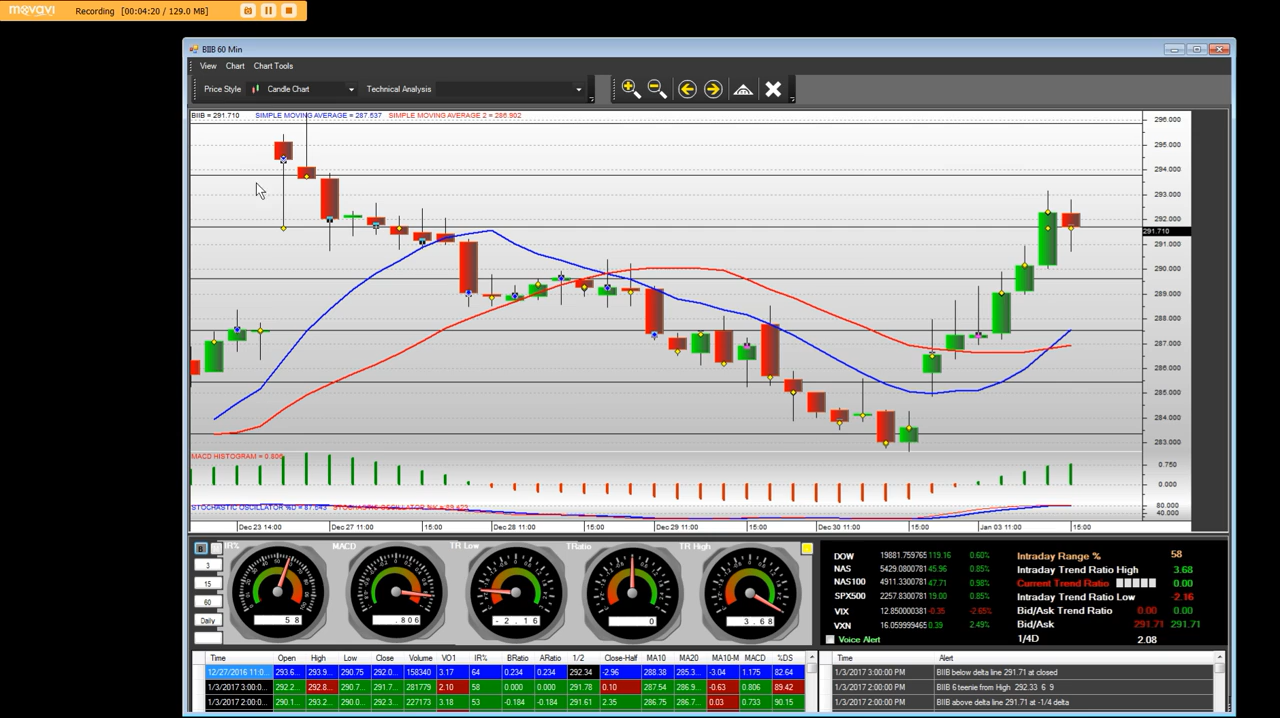 movavi Recording [00:04:20 / 129.0 MB]
BIIB 60 Min
View Chart Chart Tools
Price Style Candle Chart Technical Analysis
BIIB = 291.710 SIMPLE MOVING AVERAGE = 287.537 SIMPLE MOVING AVERAGE 2 = 286.902
296.000
295.000
294.000
293.000
292.000
291.710
291.000
290.000
289.000
288.000
287.000
286.000
285.000
284.000
283.000
MACD HISTOGRAM = 0.806
0.750
0.000
STOCHASTIC OSCILLATOR %D = 87.643
80.000
40.000
Dec 23 14:00 Dec 27 11:00 15:00 Dec 28 11:00 15:00 Dec 29 11:00 15:00 Dec 30 11:00 15:00 Jan 03 11:00 15:00
IR% MACD TR Low TRatio TR High
3
15
60
Daily
58 .806 -2.16 0 3.68
DOW 19881.759765 119.16 0.60%
NAS 5429.0800781 45.96 0.85%
NAS100 4911.3300781 47.71 0.98%
SPX500 2257.8300781 19.00 0.85%
VIX 12.850000381 -0.35 -2.65%
VXN 16.059999465 0.39 2.49%
Voice Alert
Intraday Range % 58
Intraday Trend Ratio High 3.68
Current Trend Ratio 0.00
Intraday Trend Ratio Low -2.16
Bid/Ask Trend Ratio 0.00 0.00
Bid/Ask 291.71 291.71
1/4D 2.08
Time Open High Low Close Volume VO1 IR% BRatio ARatio 1/2 Close-Half MA10 MA20 MA10-M MACD %DS
12/27/2016 11:0... 293.6... 293.9... 290.75 292.0... 158340 3.17 64 0.234 0.234 292.34 -2.96 288.38 285.3... -3.04 1.175 82.64
1/3/2017 3:00:0... 292.2... 292.8... 290.7... 291.7... 281779 2.10 58 0.000 0.000 291.78 0.10 287.54 286.9... -0.63 0.806 89.42
1/3/2017 2:00:0... 290.1... 293.2... 290.0... 292.3... 227173 3.18 53 -0.184 -0.184 291.61 2.35 286.75 286.7... 0.03 0.733 90.15
Time Alert
1/3/2017 3:00:00 PM BIIB below delta line 291.71 at closed
1/3/2017 2:00:00 PM BIIB 6 teenie from High 292.33 6 9
1/3/2017 2:00:00 PM BIIB above delta line 291.71 at -1/4 delta